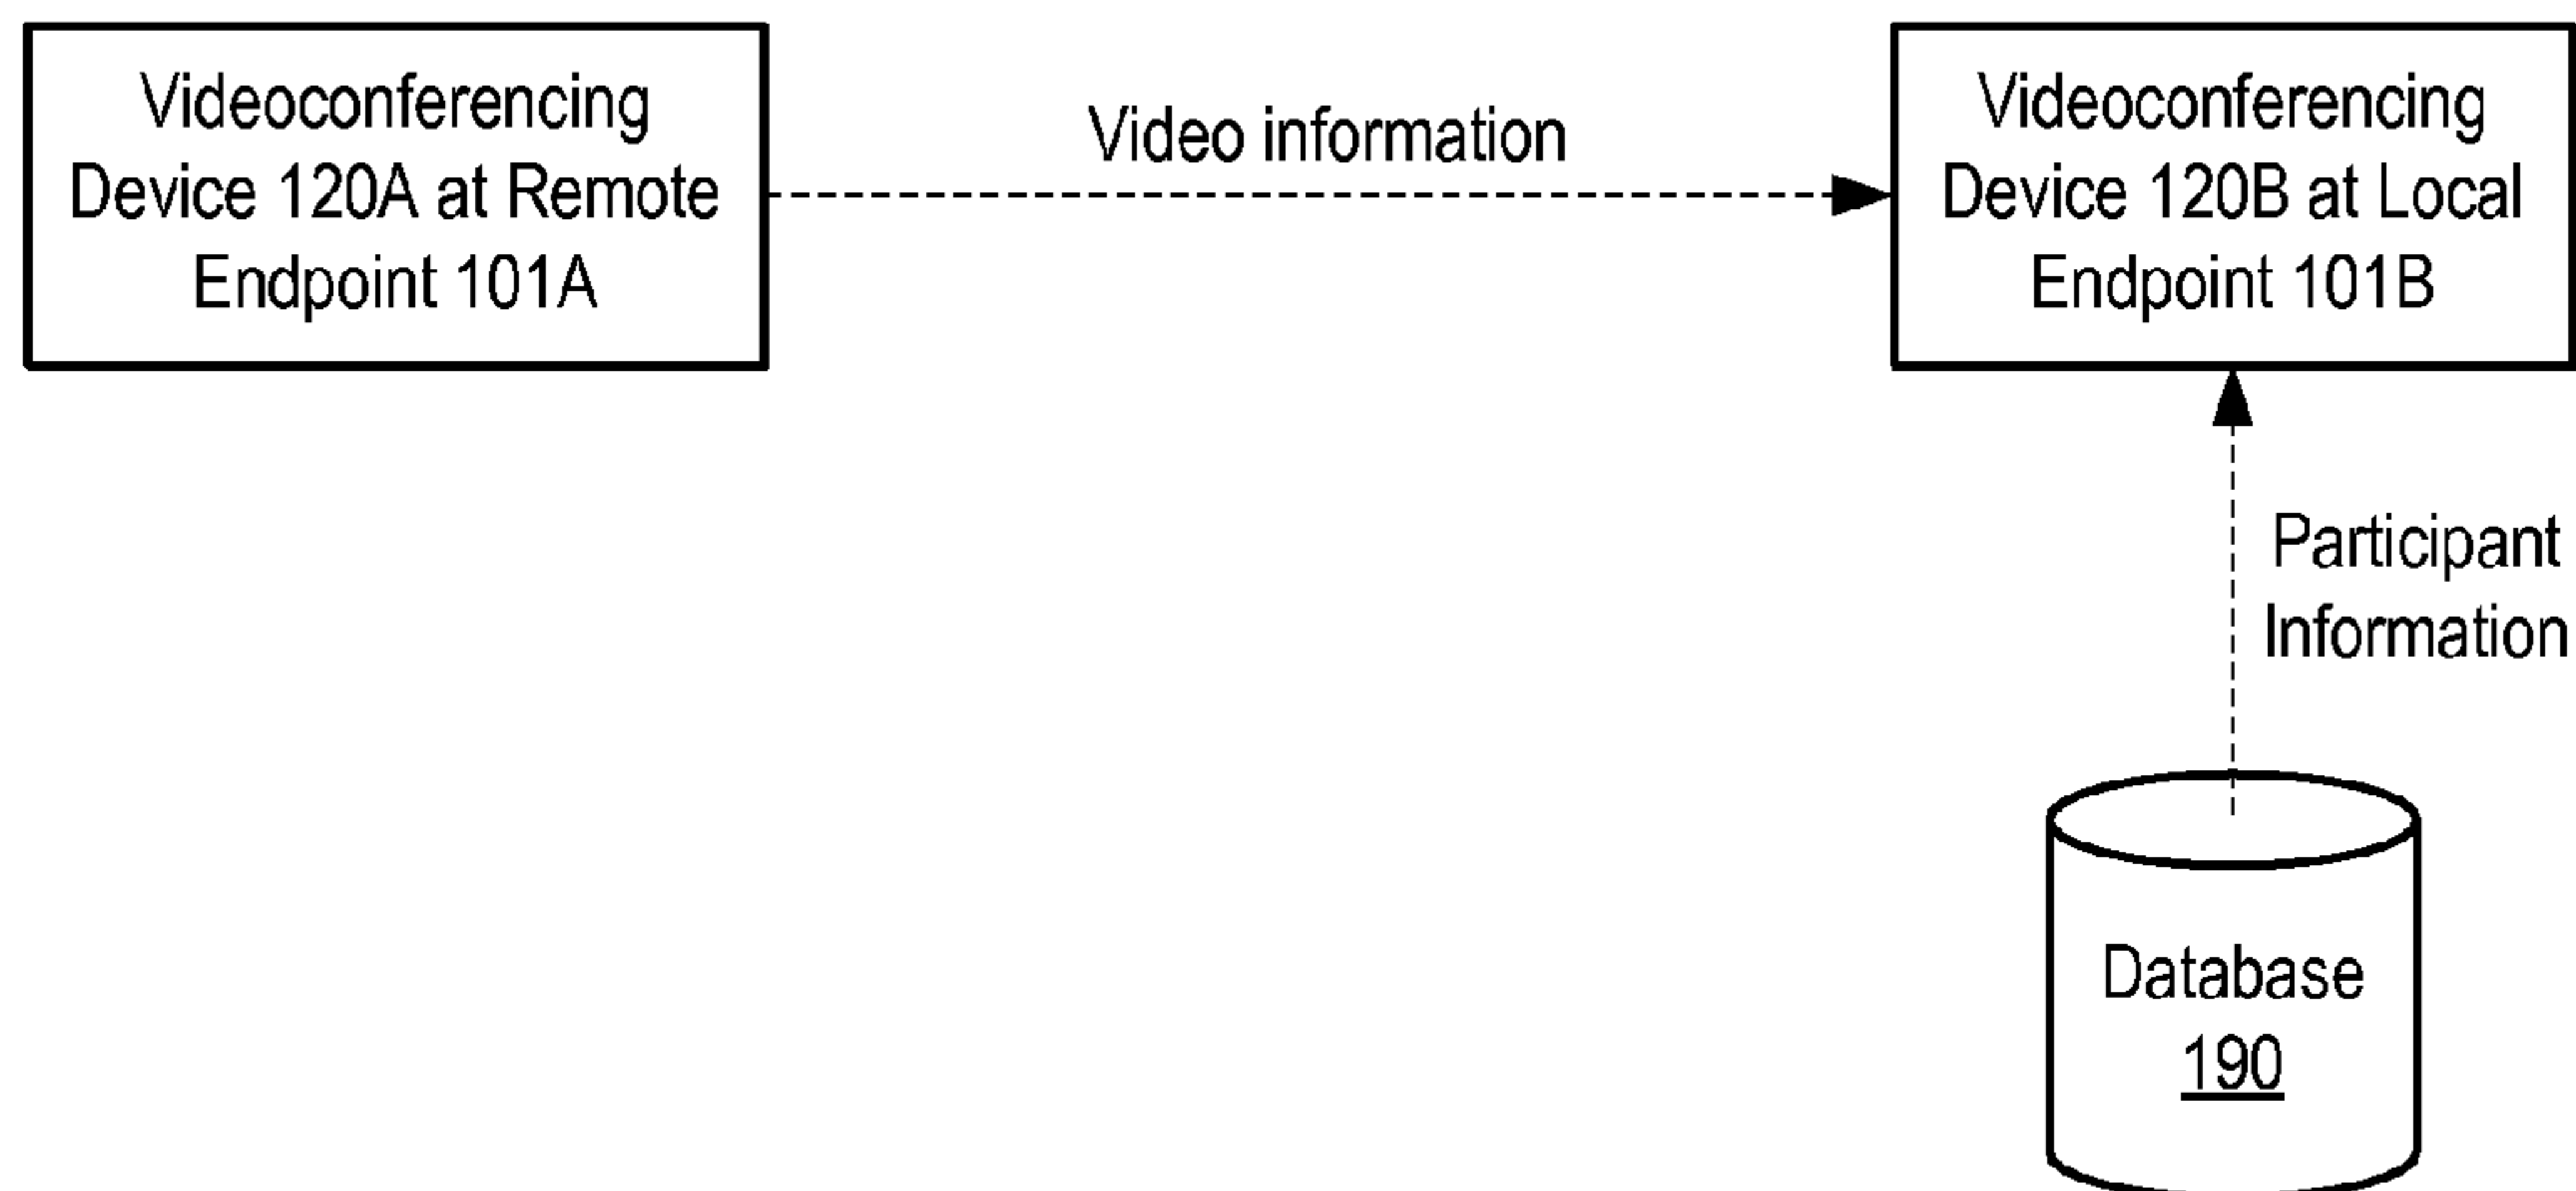 Videoconferencing
Device 120A at Remote
Endpoint 101A
Video information
Videoconferencing
Device 120B at Local
Endpoint 101B
Participant
Information
Database
190